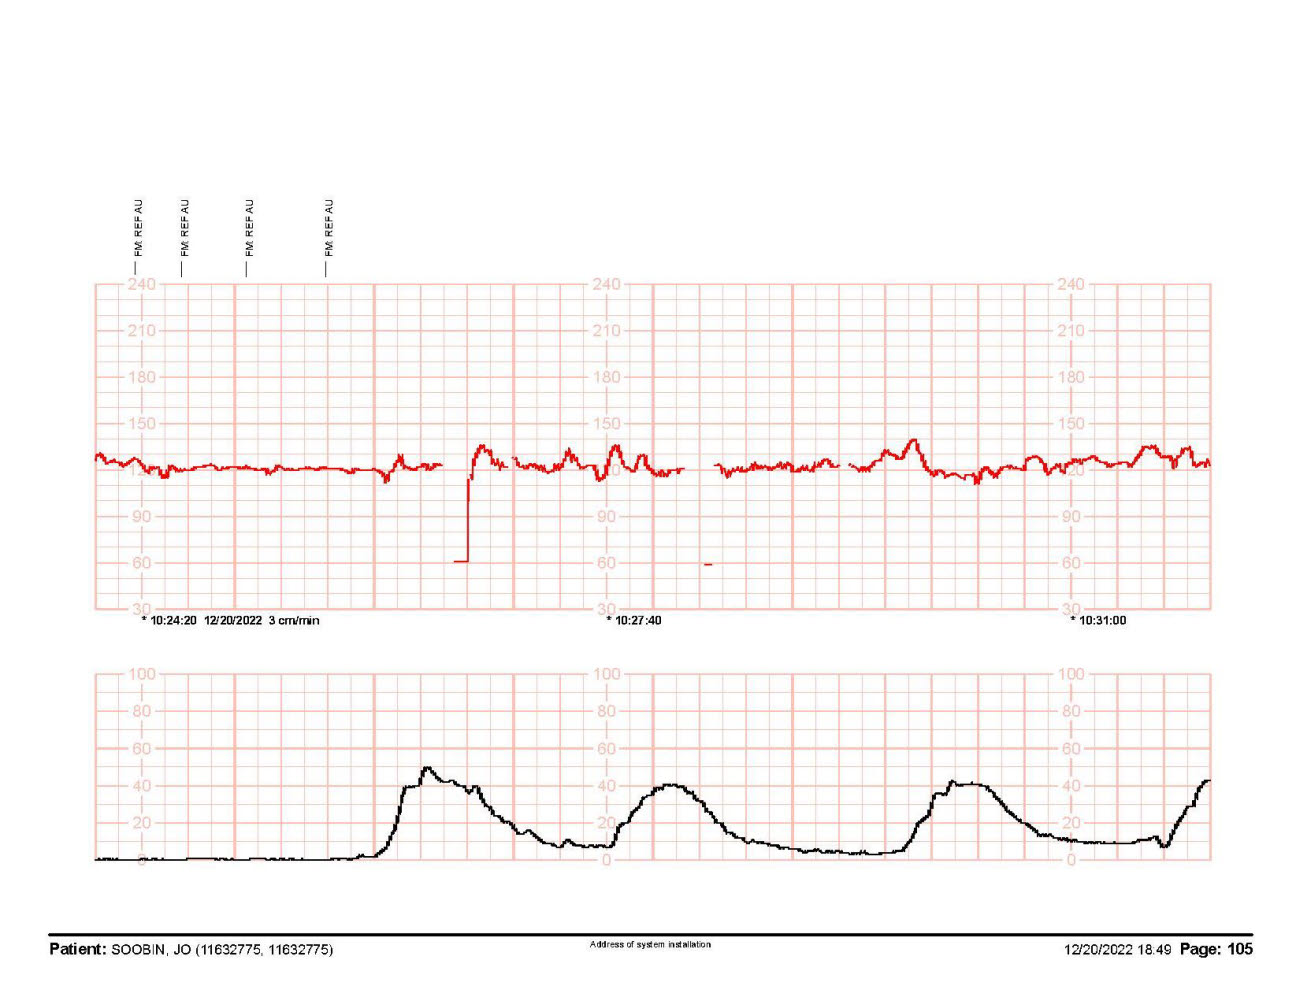 FM: REF AU FM: REF AU FM: REF AU FM: REF AU
240 240 240
210 210 210
180 180 180
150 150 150
120
90 90 90
60 60 60
30 30 30
* 10:24:20 12/20/2022 3 cm/min * 10:27:40 * 10:31:00
100 100 100
80 80 80
60 60 60
40 40 40
20 20 20
0 0 0
Patient: SOOBIN, JO (11632775, 11632775) Address of system installation 12/20/2022 18:49 Page: 105